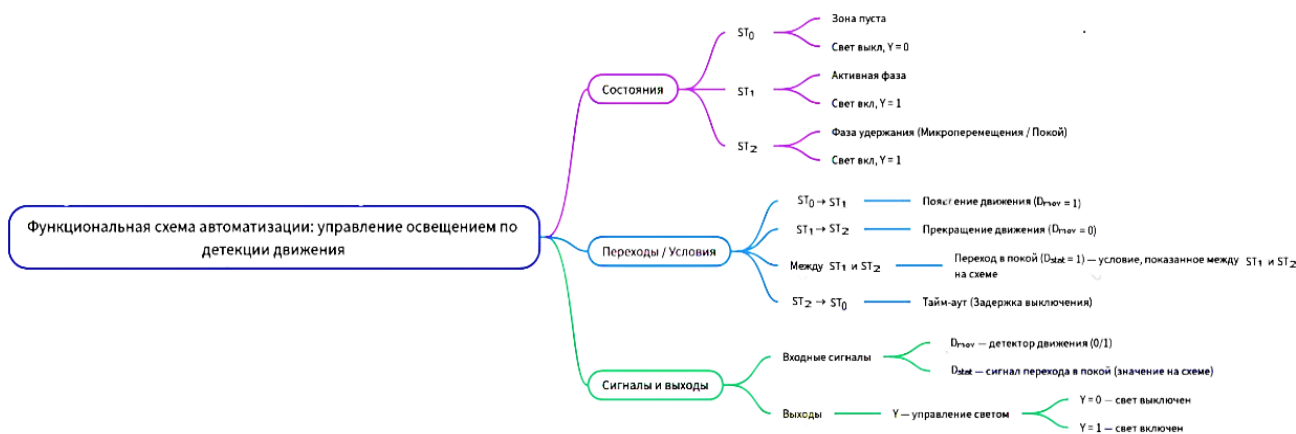 Функциональная схема автоматизации: управление освещением по
детекции движения
Состояния
ST₀
Зона пуста
Свет выкл, Y = 0
ST₁
Активная фаза
Свет вкл, Y = 1
ST₂
Фаза удержания (Микроперемещения / Покой)
Свет вкл, Y = 1
Переходы / Условия
ST₀ → ST₁
движения (Dmov = 1)
ST₁ → ST₂
Прекращение движения (Dmov = 0)
Между ST₁ и ST₂
Переход в покой (Dstat = 1) — условие, показанное между ST₁ и ST₂
на схеме
ST₂ → ST₀
Тайм-аут (Задержка выключения)
Сигналы и выходы
Входные сигналы
Dmov — детектор движения (0/1)
Dstat — сигнал перехода в покой (значение на схеме)
Выходы
Y — управление светом
Y = 0 — свет выключен
Y = 1 — свет включен